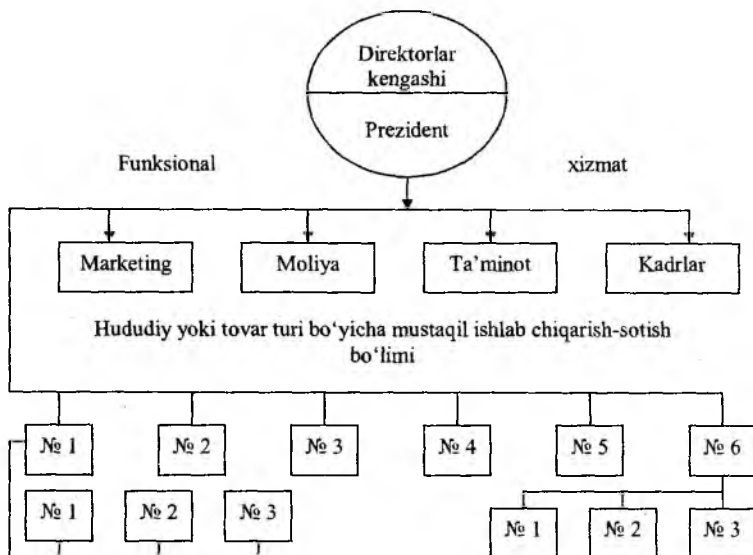 Direktorlar
kengashi
Prezident
Funksional xizmat
Marketing Moliya Ta’minot Kadrlar
Hududiy yoki tovar turi bo‘yicha mustaqil ishlab chiqarish-sotish
bo‘limi
№ 1 № 2 № 3 № 4 № 5 № 6
№ 1 № 2 № 3 № 1 № 2 № 3